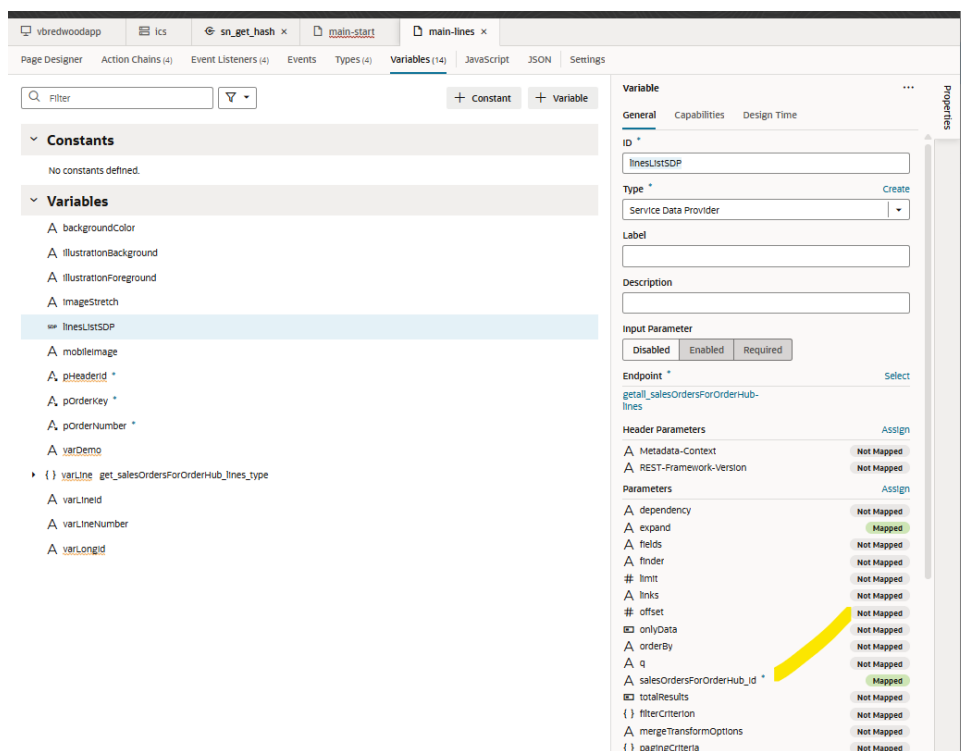 vbredwoodapp
ics
sn_get_hash ×
main-start
main-lines ×
Page Designer
Action Chains (4)
Event Listeners (4)
Events
Types (4)
Variables (14)
JavaScript
JSON
Settings
Filter
+ Constant
+ Variable
Constants
No constants defined.
Variables
backgroundColor
illustrationBackground
illustrationForeground
imageStretch
SDP linesListSDP
mobileImage
pHeaderId *
pOrderKey *
pOrderNumber *
varDemo
{ } varLine get_salesOrdersForOrderHub_lines_type
varLineId
varLineNumber
varLongId
Variable
Properties
General
Capabilities
Design Time
ID *
linesListSDP
Type *
Create
Service Data Provider
Label
Description
Input Parameter
Disabled
Enabled
Required
Endpoint *
Select
getall_salesOrdersForOrderHub-
lines
Header Parameters
Assign
A Metadata-Context Not Mapped
A REST-Framework-Version Not Mapped
Parameters
Assign
A dependency Not Mapped
A expand Mapped
A fields Not Mapped
A finder Not Mapped
# limit Not Mapped
A links Not Mapped
# offset Not Mapped
onlyData Not Mapped
A orderBy Not Mapped
A q Not Mapped
A salesOrdersForOrderHub_Id * Mapped
totalResults Not Mapped
{ } filterCriterion Not Mapped
A mergeTransformOptions Not Mapped
{ } pagingCriteria Not Mapped